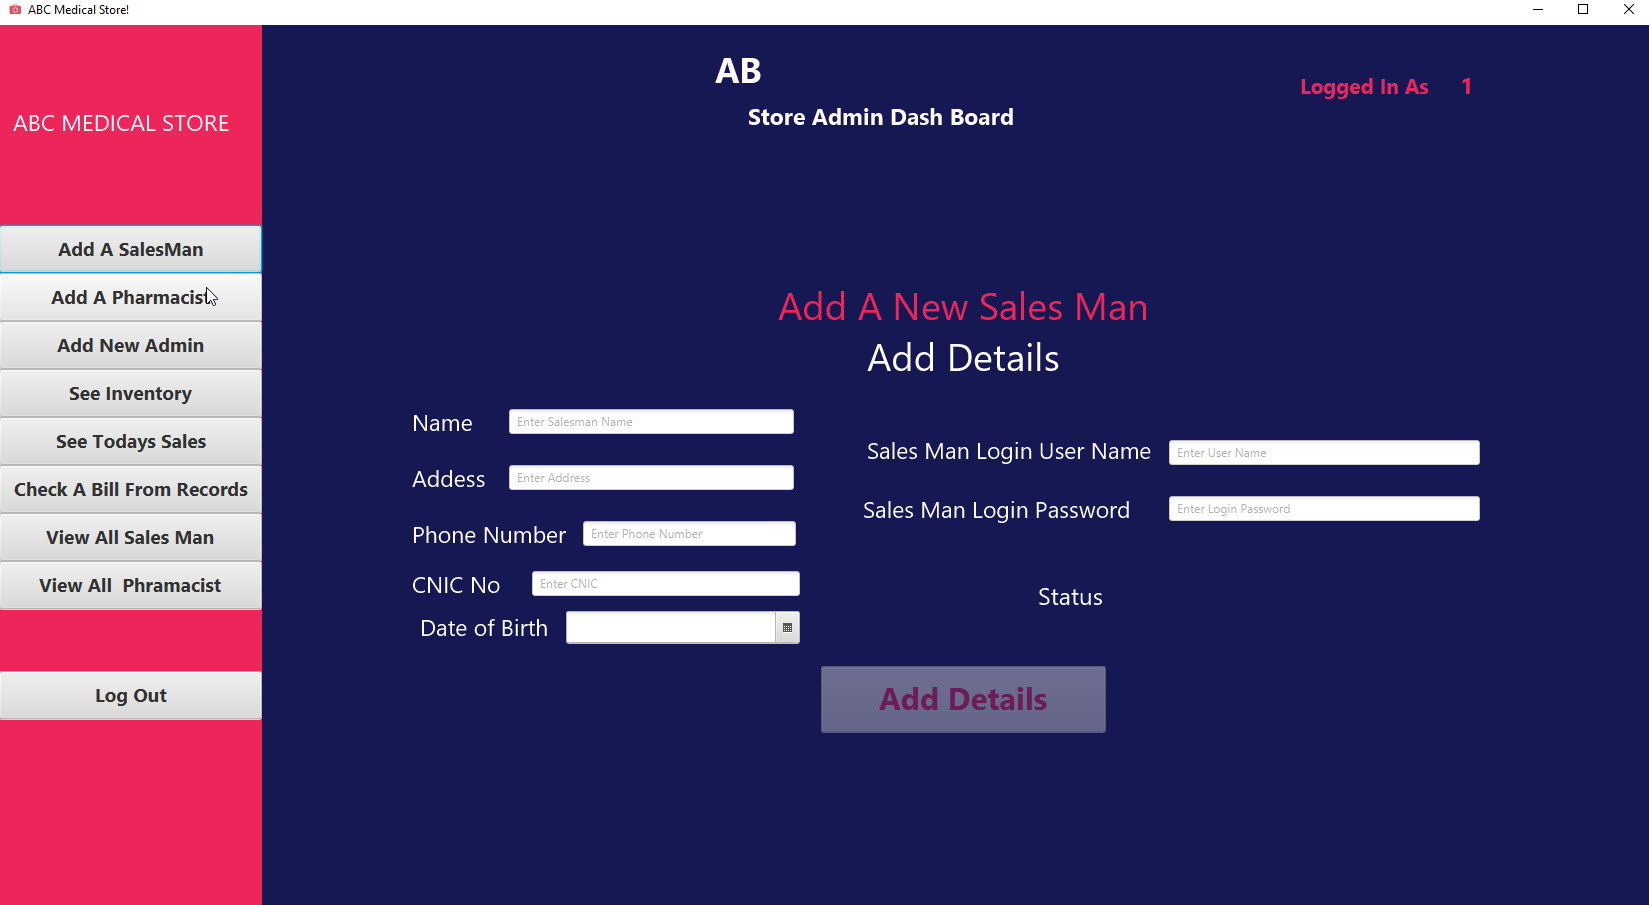 ABC Medical Store!
ABC MEDICAL STORE
Add A SalesMan
Add A Pharmacist
Add New Admin
See Inventory
See Todays Sales
Check A Bill From Records
View All Sales Man
View All  Phramacist
Log Out
AB
Store Admin Dash Board
Logged In As 1
Add A New Sales Man
Add Details
Name Enter Salesman Name
Addess Enter Address
Phone Number Enter Phone Number
CNIC No Enter CNIC
Date of Birth
Sales Man Login User Name Enter User Name
Sales Man Login Password Enter Login Password
Status
Add Details